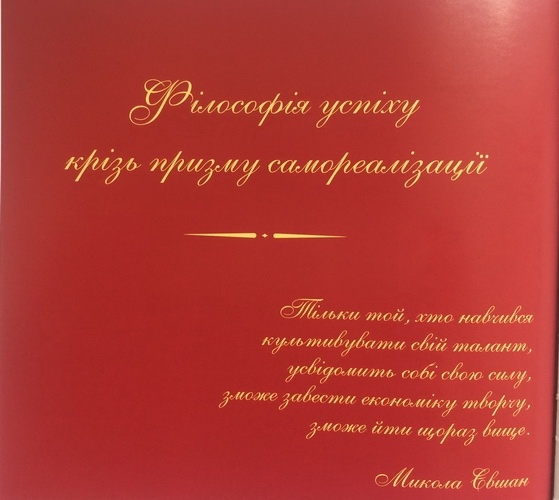 Філософія успіху
крізь призму самореалізації
Тільки той, хто навчився
культивувати свій талант,
усвідомить собі свою силу,
зможе завести економіку творчу,
зможе йти щораз вище.
Микола Євшан